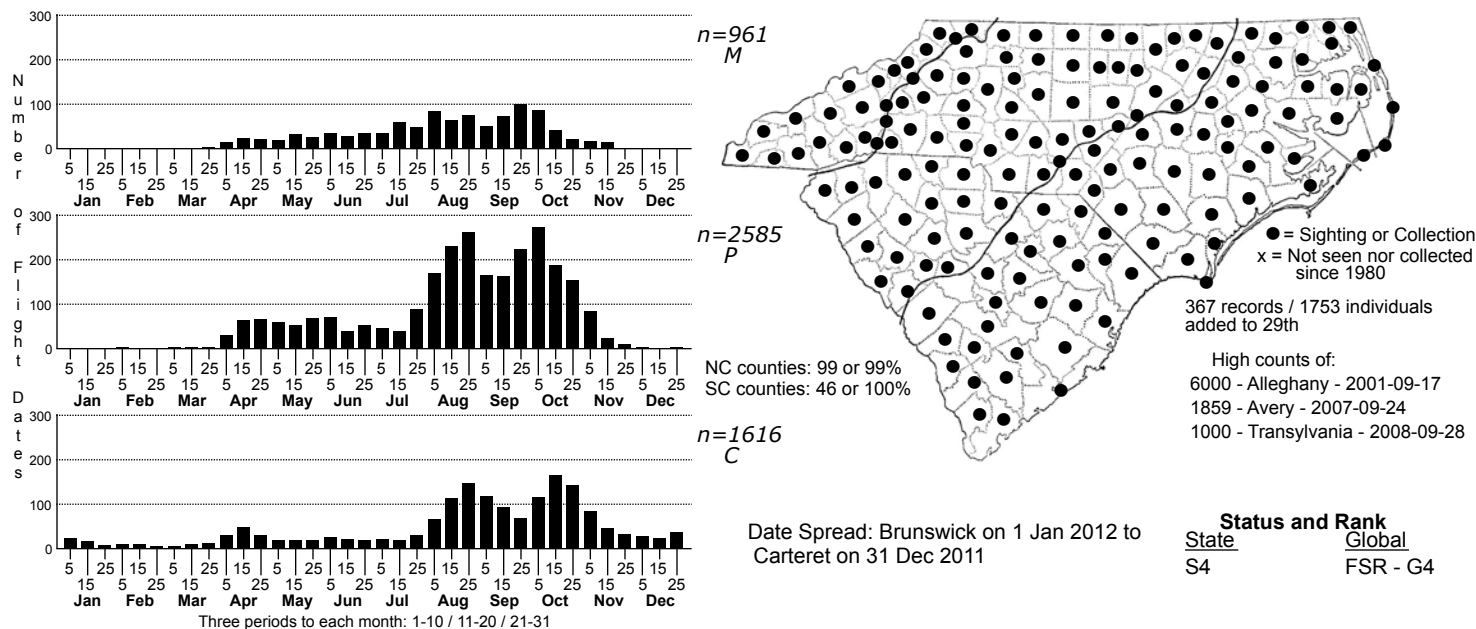 Number of Flight Dates
300
200
100
0
5 25 15 5 25 15 5 25 15 5 25 15 5 25 15 5 25 15
15 5 25 15 5 25 15 5 25 15 5 25 15 5 25 15 5 25
Jan Feb Mar Apr May Jun Jul Aug Sep Oct Nov Dec
n=961
M
300
200
100
0
5 25 15 5 25 15 5 25 15 5 25 15 5 25 15 5 25 15
15 5 25 15 5 25 15 5 25 15 5 25 15 5 25 15 5 25
Jan Feb Mar Apr May Jun Jul Aug Sep Oct Nov Dec
n=2585
P
300
200
100
0
5 25 15 5 25 15 5 25 15 5 25 15 5 25 15 5 25 15
15 5 25 15 5 25 15 5 25 15 5 25 15 5 25 15 5 25
Jan Feb Mar Apr May Jun Jul Aug Sep Oct Nov Dec
n=1616
C
Three periods to each month: 1-10 / 11-20 / 21-31
= Sighting or Collection
x = Not seen nor collected
since 1980
367 records / 1753 individuals
added to 29th
NC counties: 99 or 99%
SC counties: 46 or 100%
High counts of:
6000 - Alleghany - 2001-09-17
1859 - Avery - 2007-09-24
1000 - Transylvania - 2008-09-28
Date Spread: Brunswick on 1 Jan 2012 to
Carteret on 31 Dec 2011
Status and Rank
State Global
S4 FSR - G4